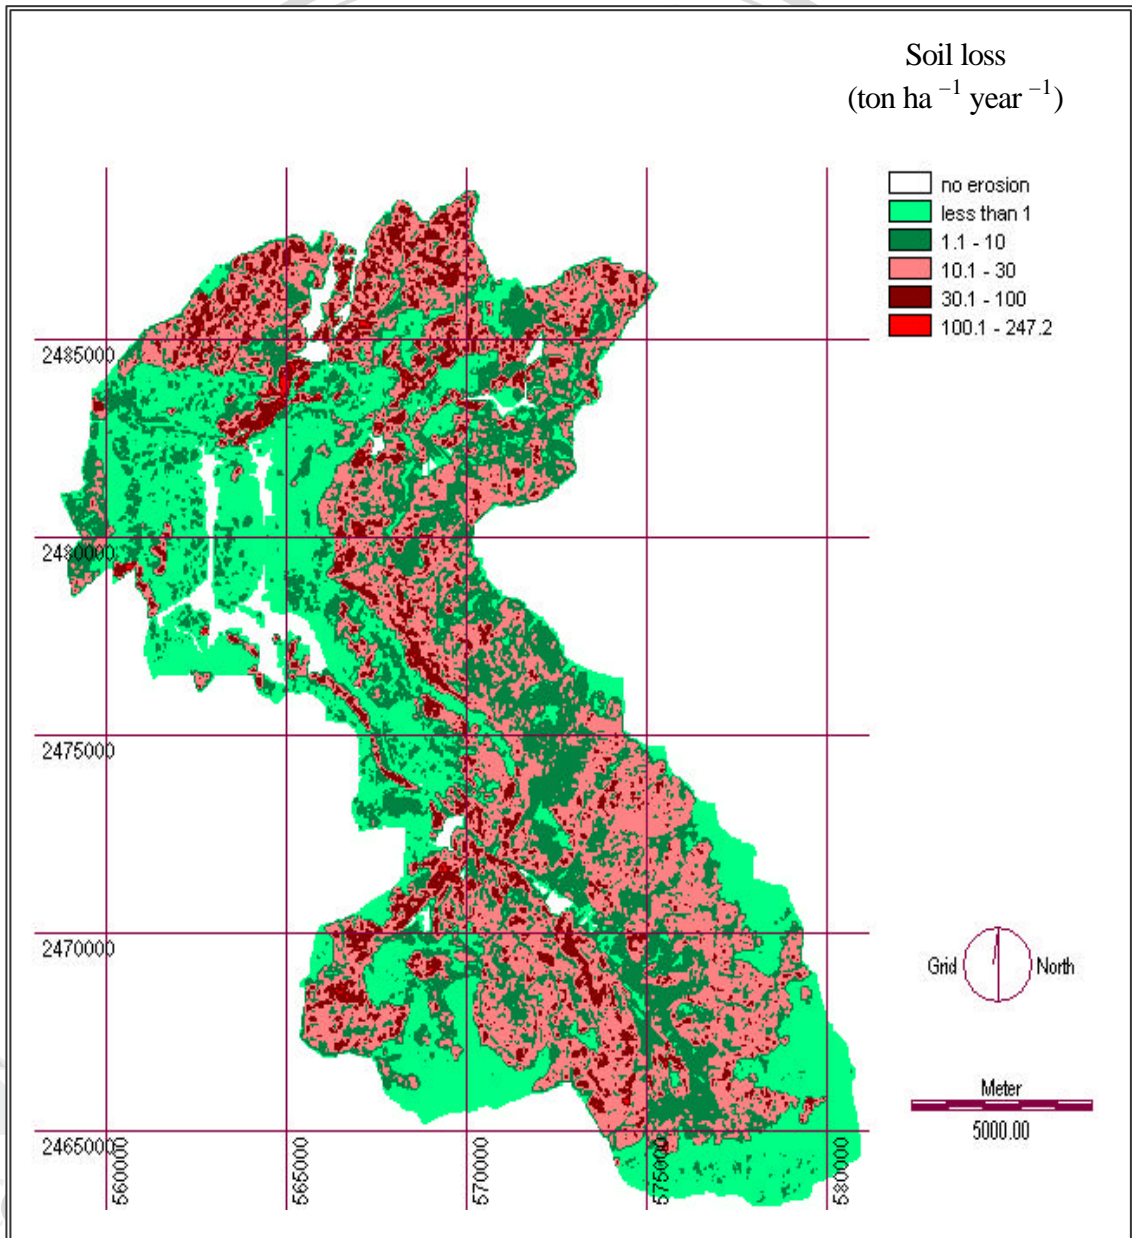 Soil loss
(ton ha⁻¹ year⁻¹)
no erosion
less than 1
1.1 - 10
10.1 - 30
30.1 - 100
100.1 - 247.2
2485000
2480000
2475000
2470000
Grid North
Meter
5000.00
2465000
560000
565000
570000
575000
580000